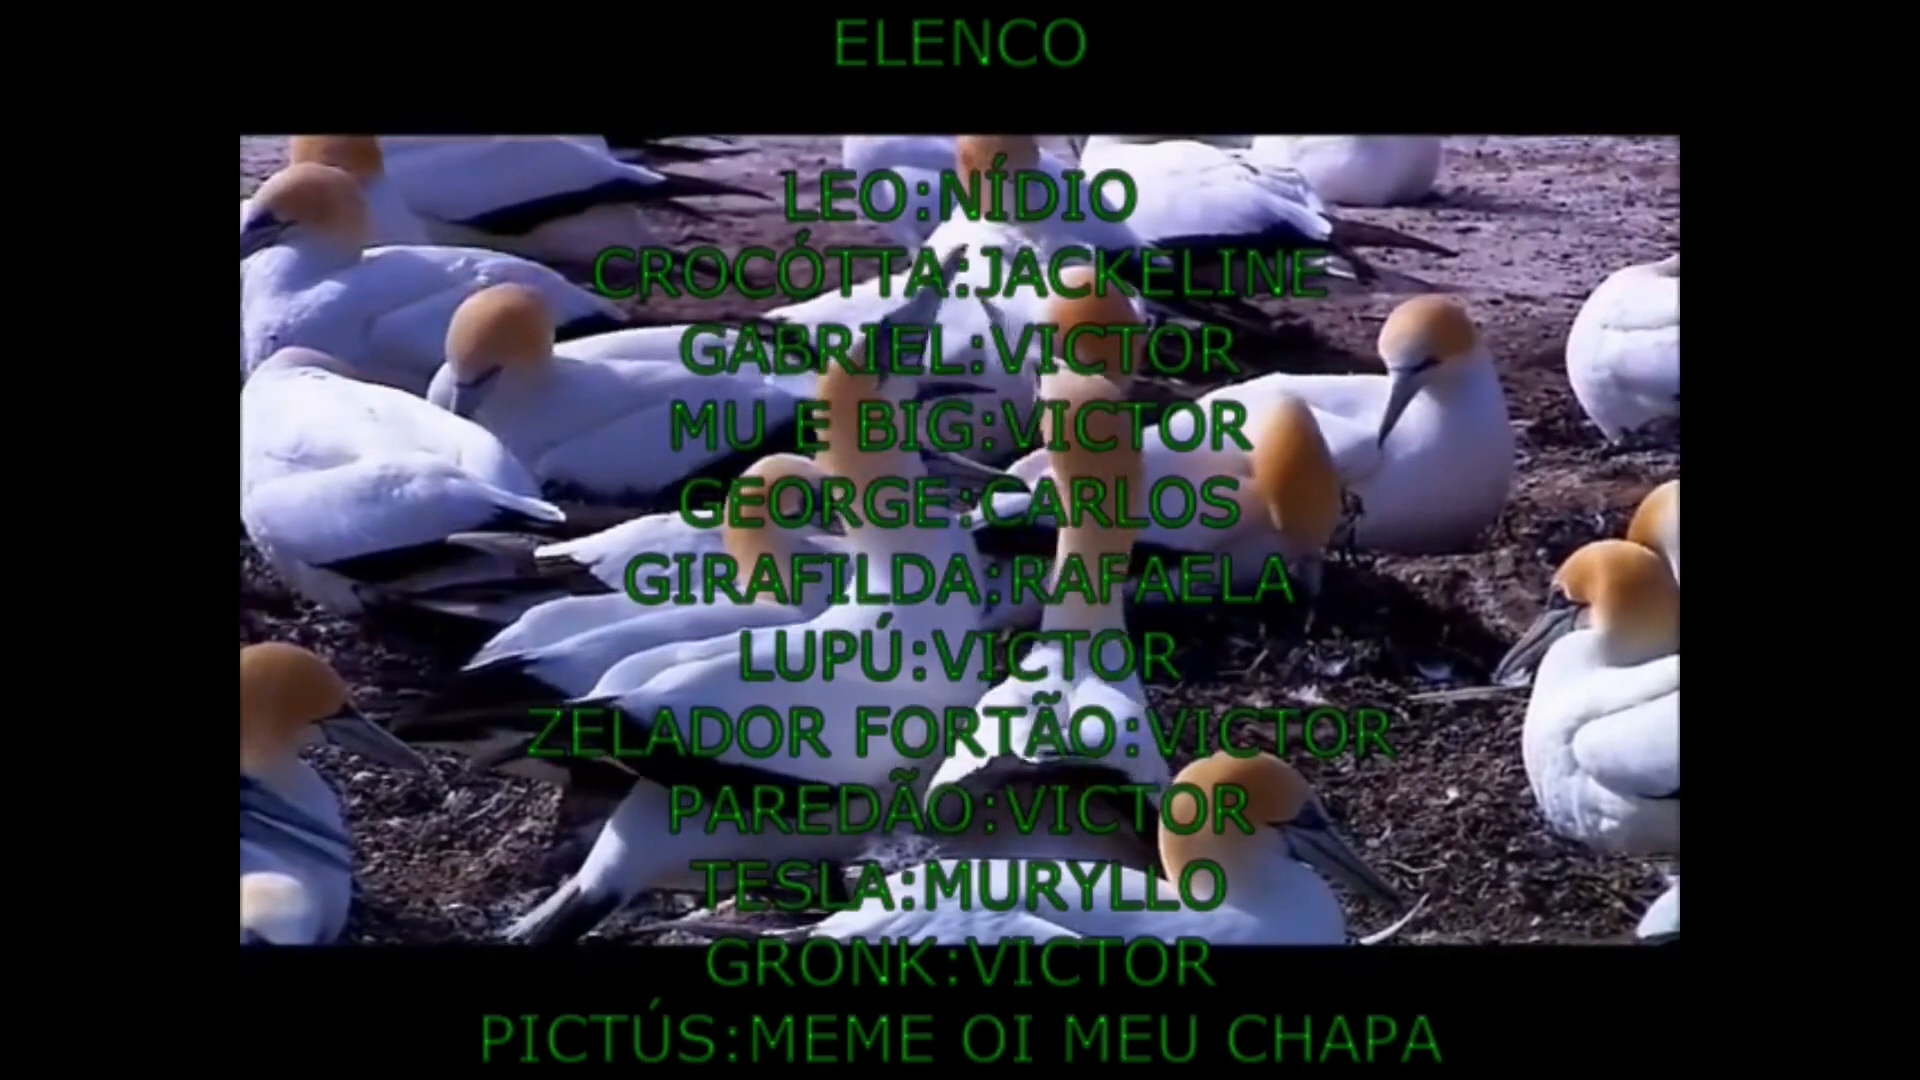 ELENCO
LEO:NÍDIO
CROCÓTTA:JACKELINE
GABRIEL:VICTOR
MU E BIG:VICTOR
GEORGE:CARLOS
GIRAFILDA:RAFAELA
LUPÚ:VICTOR
ZELADOR FORTÃO:VICTOR
PAREDÃO:VICTOR
TESLA:MURYLLO
GRONK:VICTOR
PICTÚS:MEME OI MEU CHAPA